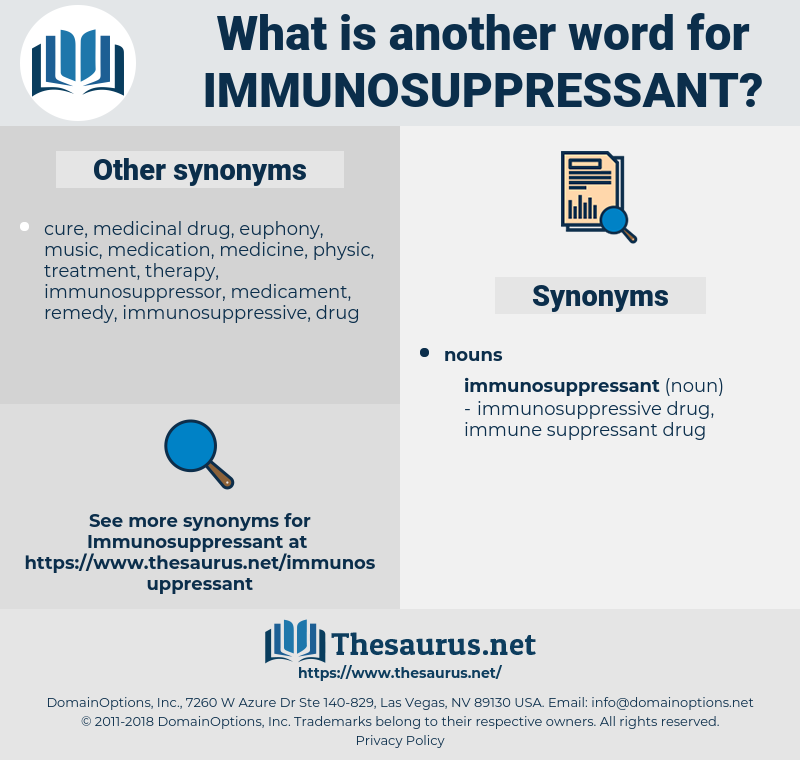 What is another word for
IMMUNOSUPPRESSANT?
Other synonyms
cure, medicinal drug, euphony,
music, medication, medicine, physic,
treatment, therapy,
immunosuppressor, medicament,
remedy, immunosuppressive, drug
Synonyms
nouns
immunosuppressant (noun)
- immunosuppressive drug,
immune suppressant drug
See more synonyms for
Immunosuppressant at
https://www.thesaurus.net/immunos
uppressant
Thesaurus.net
https://www.thesaurus.net/
DomainOptions, Inc., 7260 W Azure Dr Ste 140-829, Las Vegas, NV 89130 USA. Email: info@domainoptions.net
© 2011-2018 DomainOptions, Inc. Trademarks belong to their respective owners. All rights reserved.
Privacy Policy